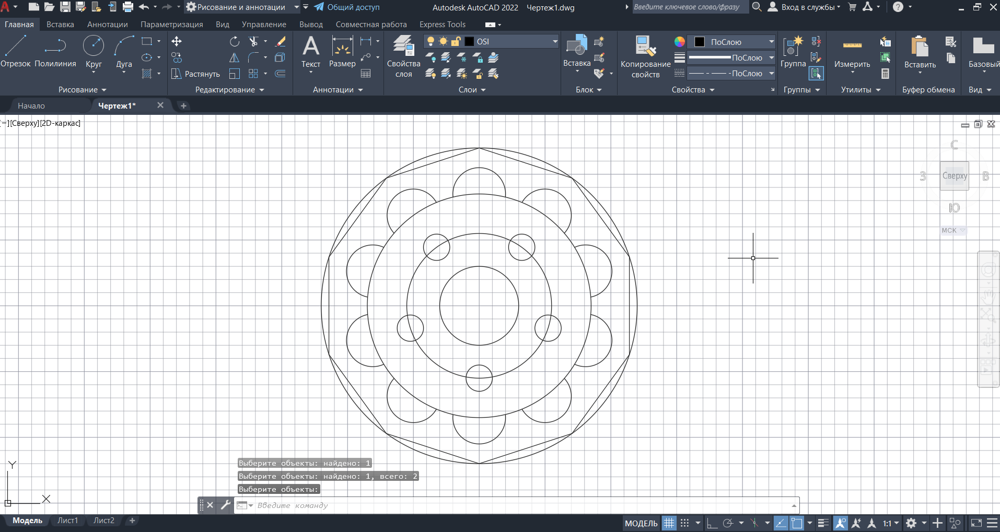 Рисование и аннотации
Общий доступ
Autodesk AutoCAD 2022 Чертеж1.dwg
Введите ключевое слово/фразу
Вход в службы
Главная Вставка Аннотации Параметризация Вид Управление Вывод Совместная работа Express Tools
OSI
ПоСлою
ПоСлою
ПоСлою
Отрезок Полилиния Круг Дуга
Растянуть
Текст Размер
Свойства слоя
Вставка
Копирование свойств
Группа
Измерить
Вставить
Базовый
Рисование Редактирование Аннотации Слои Блок Свойства Группы Утилиты Буфер обмена Вид
Начало Чертеж1*
[−][Сверху][2D-каркас]
С
З Сверху В
Ю
МСК
Выберите объекты: найдено: 1
Выберите объекты: найдено: 1, всего: 2
Выберите объекты:
Y
X
Введите команду
Модель Лист1 Лист2
МОДЕЛЬ
1:1